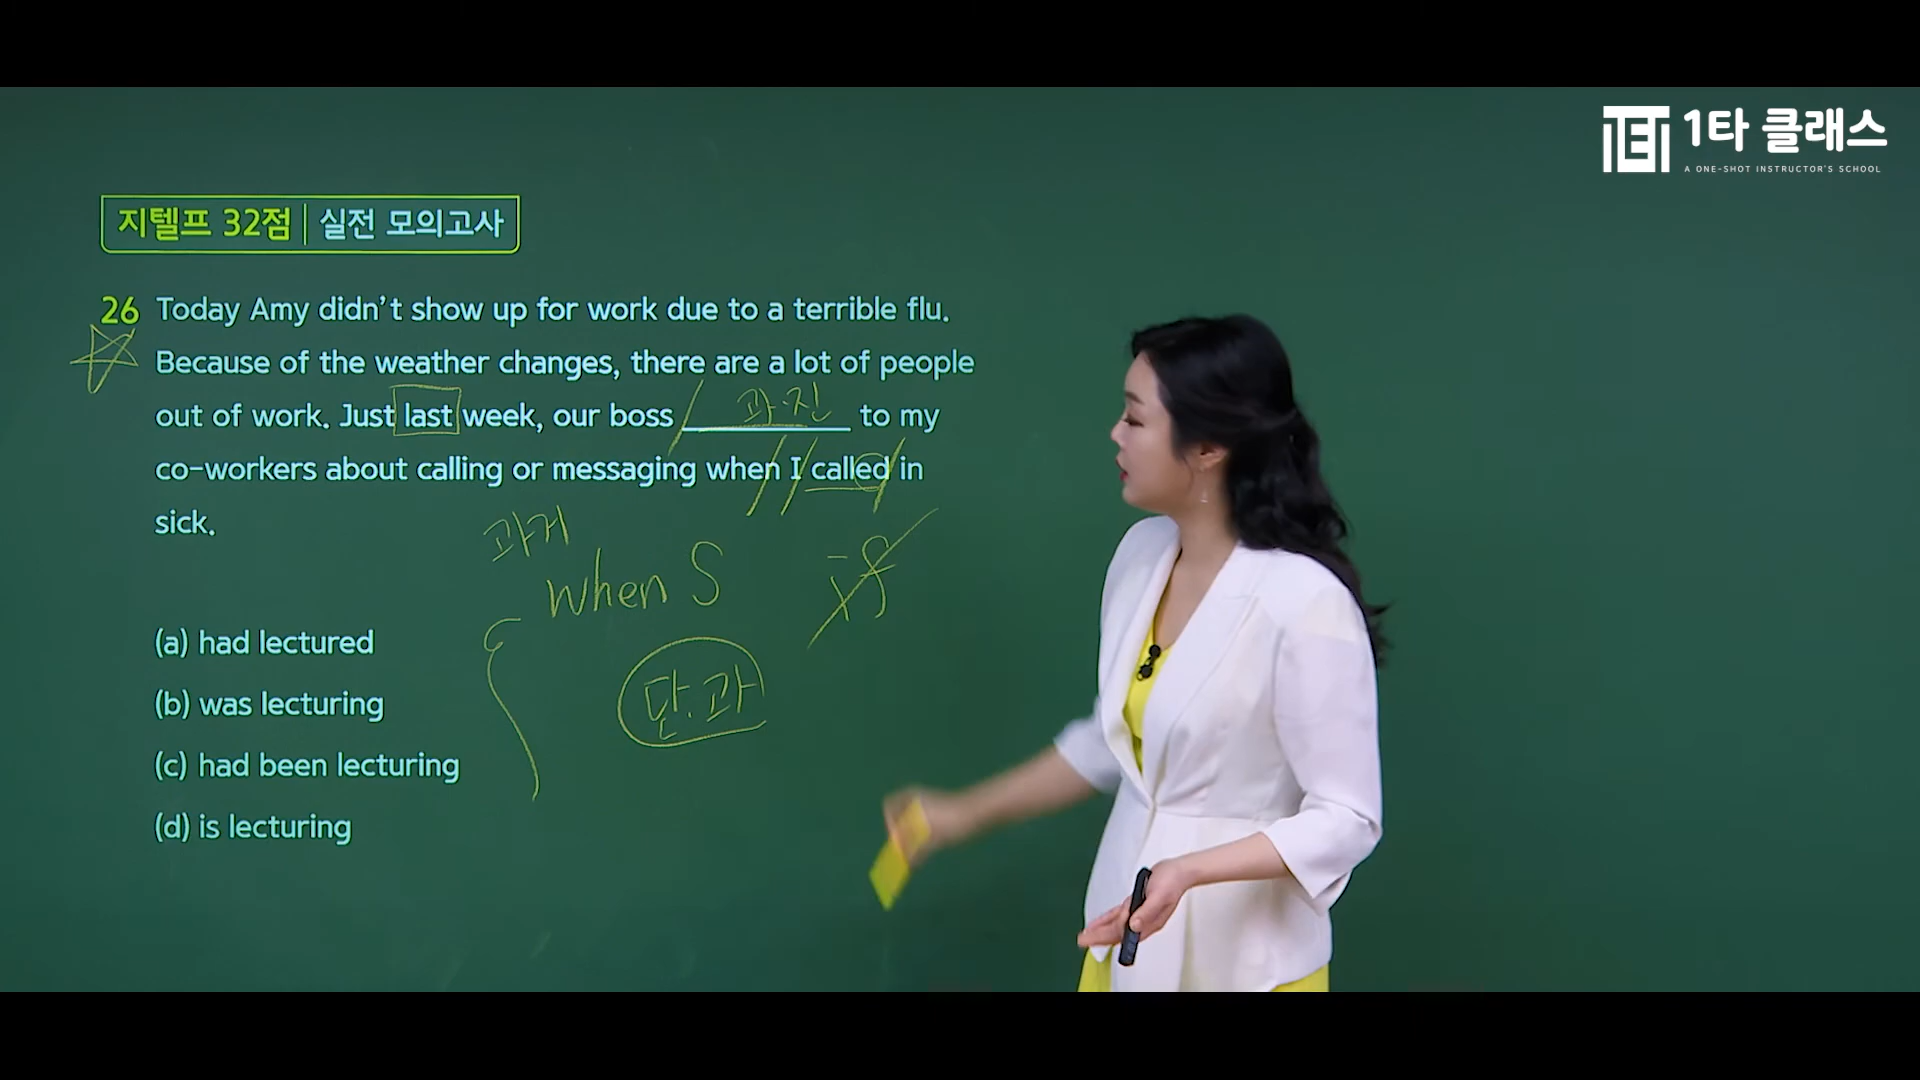 1타 클래스
A ONE-SHOT INSTRUCTOR'S SCHOOL
지텔프 32점 | 실전 모의고사
26 Today Amy didn't show up for work due to a terrible flu.
Because of the weather changes, there are a lot of people
out of work. Just last week, our boss 과.진 to my
co-workers about calling or messaging when I called in
sick.
과거
when S
if
단.과
(a) had lectured
(b) was lecturing
(c) had been lecturing
(d) is lecturing